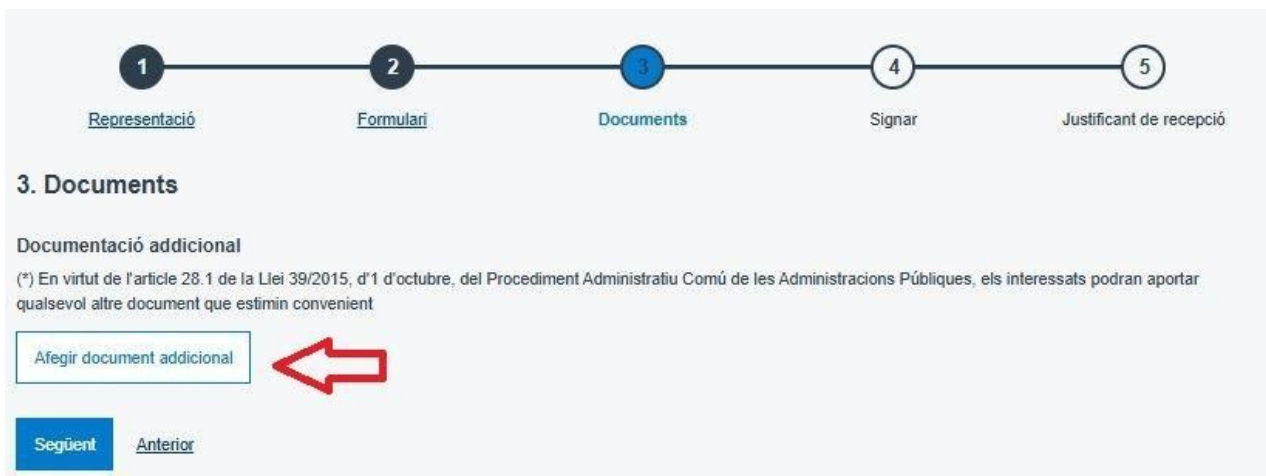 1 2 3 4 5
Representació Formulari Documents Signar Justificant de recepció
3. Documents
Documentació addicional
(*) En virtut de l'article 28.1 de la Llei 39/2015, d'1 d'octubre, del Procediment Administratiu Comú de les Administracions Públiques, els interessats podran aportar
qualsevol altre document que estimin convenient
Afegir document addicional
Següent Anterior